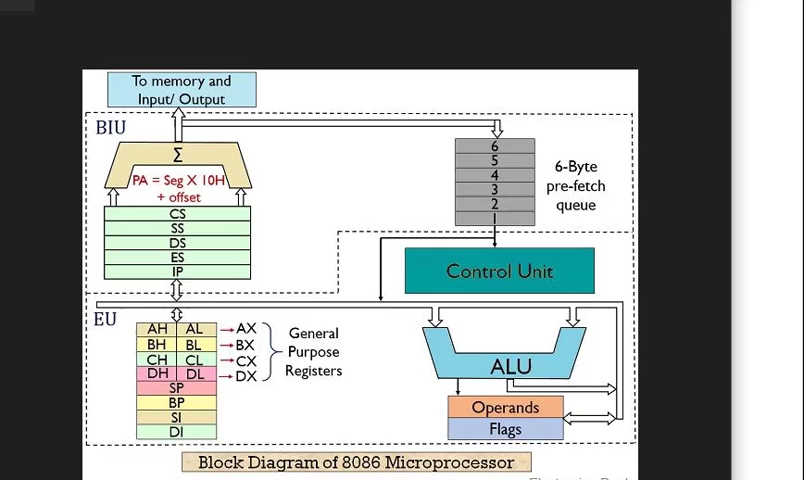 To memory and
Input/ Output
BIU
Σ
PA = Seg X 10H
+ offset
CS
SS
DS
ES
IP
6
5
4
3
2
1
6-Byte
pre-fetch
queue
Control Unit
EU
AH AL AX
BH BL BX
CH CL CX
DH DL DX
SP
BP
SI
DI
General
Purpose
Registers
ALU
Operands
Flags
Block Diagram of 8086 Microprocessor